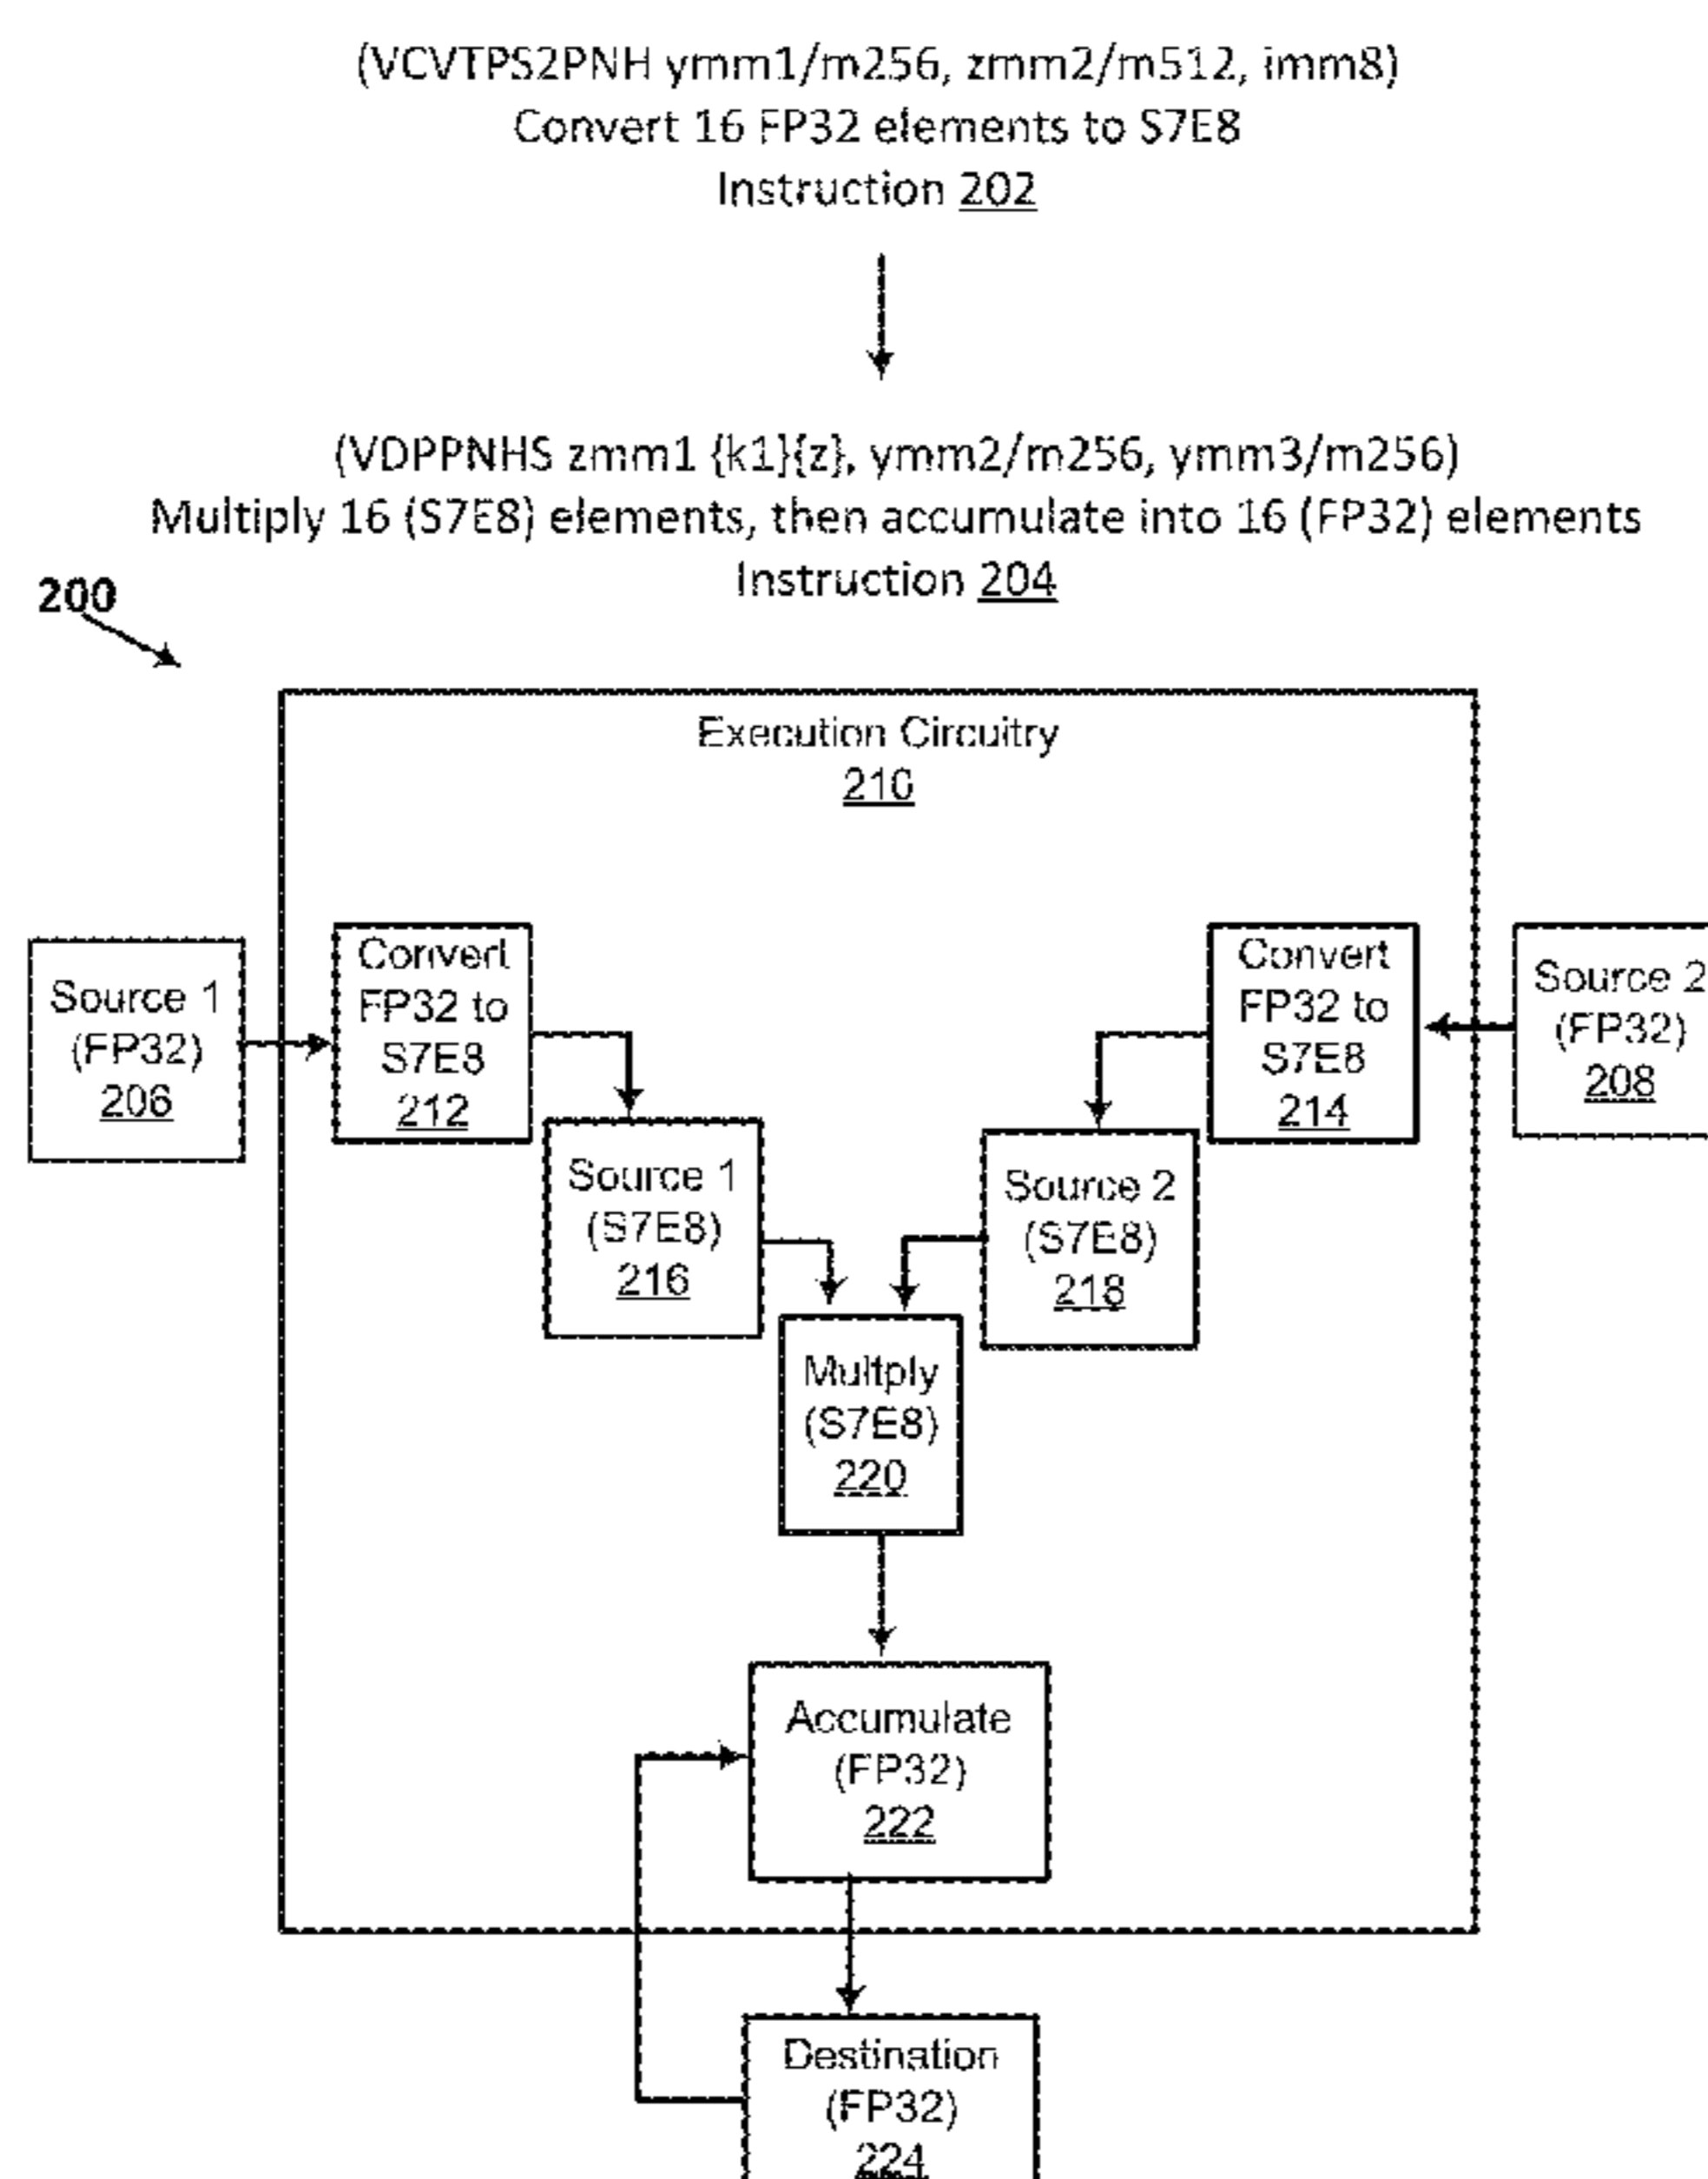 (VCVTPS2PNH ymm1/m256, zmm2/m512, imm8)
Convert 16 FP32 elements to S7E8
Instruction 202
(VDPPNHS zmm1 {k1}{z}, ymm2/m256, ymm3/m256)
Multiply 16 (S7E8) elements, then accumulate into 16 (FP32) elements
Instruction 204
200
Execution Circuitry
210
Source 1
(FP32)
206
Convert
FP32 to
S7E8
212
Convert
FP32 to
S7E8
214
Source 2
(FP32)
208
Source 1
(S7E8)
216
Source 2
(S7E8)
218
Multply
(S7E8)
220
Accumulate
(FP32)
222
Destination
(FP32)
224